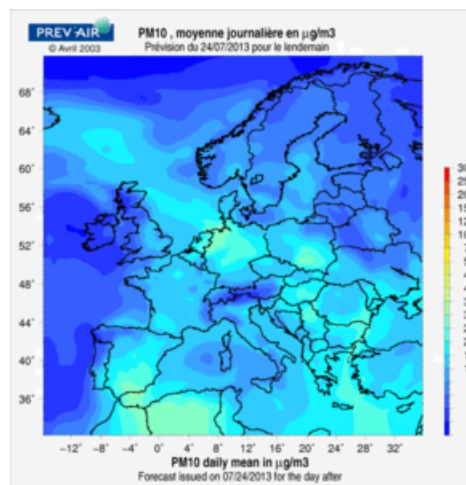 PREV'AIR
© Avril 2003
PM10 , moyenne journalière en µg/m3
Prévision du 24/07/2013 pour le lendemain
68°
64°
60°
56°
52°
48°
44°
40°
36°
−12° −8° −4° 0° 4° 8° 12° 16° 20° 24° 28° 32°
PM10 daily mean in µg/m3
Forecast issued on 07/24/2013 for the day after